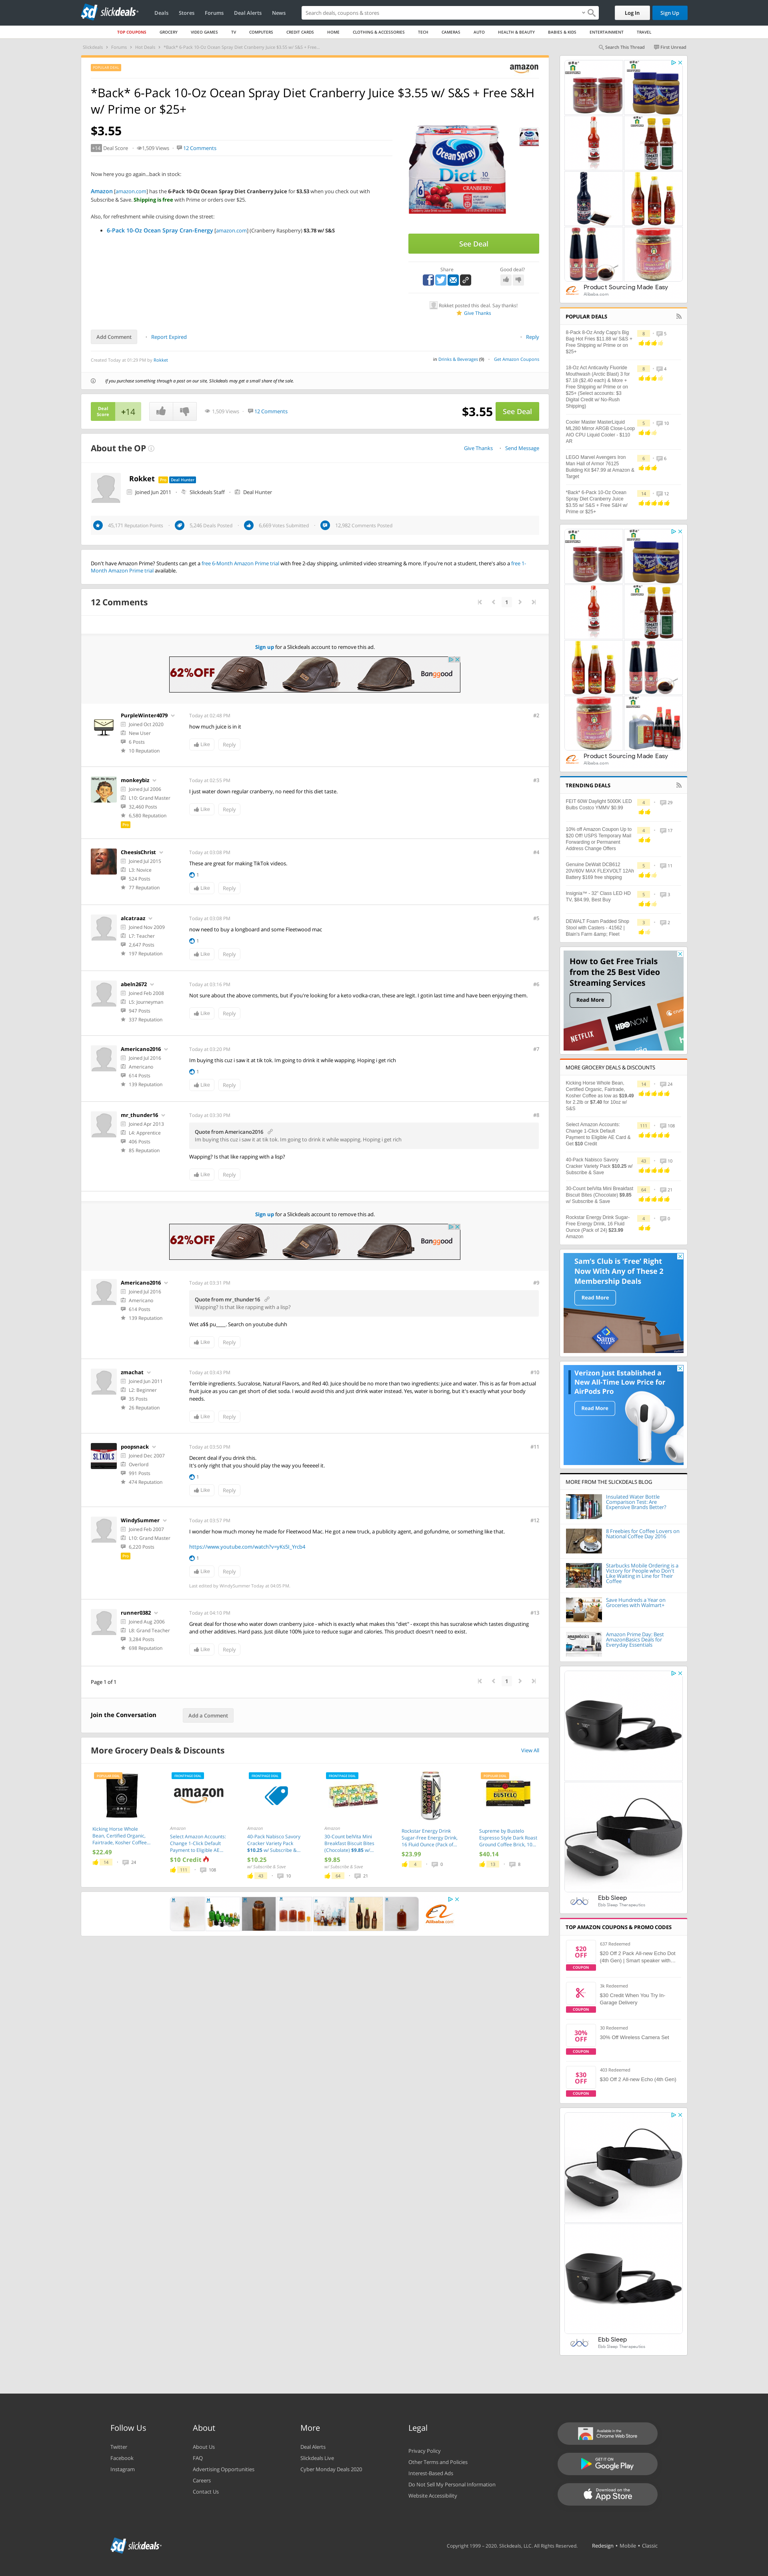 slickdeals
Deals
Stores
Forums
Deal Alerts
News
Search deals, coupons & stores
Log In
Sign Up
TOP COUPONS
GROCERY
VIDEO GAMES
TV
COMPUTERS
CREDIT CARDS
HOME
CLOTHING & ACCESSORIES
TECH
CAMERAS
AUTO
HEALTH & BEAUTY
BABIES & KIDS
ENTERTAINMENT
TRAVEL
Slickdeals
Forums
Hot Deals
*Back* 6-Pack 10-Oz Ocean Spray Diet Cranberry Juice $3.55 w/ S&S + Free...
Search This Thread
First Unread
amazon
*Back* 6-Pack 10-Oz Ocean Spray Diet Cranberry Juice $3.55 w/ S&S + Free S&H
w/ Prime or $25+
$3.55
+14 Deal Score
1,509 Views
12 Comments
Now here you go again...back in stock:
Amazon [amazon.com] has the 6-Pack 10-Oz Ocean Spray Diet Cranberry Juice for $3.53 when you check out with
Subscribe & Save. Shipping is free with Prime or orders over $25.
Also, for refreshment while cruising down the street:
6-Pack 10-Oz Ocean Spray Cran-Energy [amazon.com] (Cranberry Raspberry) $3.78 w/ S&S
Ocean Spray
Diet
CRANBERRY
10
See Deal
Share
Good deal?
Rokket posted this deal. Say thanks!
Give Thanks
Add Comment
Report Expired
Reply
Created Today at 01:29 PM by Rokket
in Drinks & Beverages (9)
Get Amazon Coupons
If you purchase something through a post on our site, Slickdeals may get a small share of the sale.
Deal
Score
+14
1,509 Views
12 Comments
$3.55
See Deal
About the OP
Give Thanks
Send Message
Rokket
Pro
Deal Hunter
Joined Jun 2011
Slickdeals Staff
Deal Hunter
45,171 Reputation Points
5,246 Deals Posted
6,669 Votes Submitted
12,982 Comments Posted
Don't have Amazon Prime? Students can get a free 6-Month Amazon Prime trial with free 2-day shipping, unlimited video streaming & more. If you're not a student, there's also a free 1-
Month Amazon Prime trial available.
12 Comments
1
Sign up for a Slickdeals account to remove this ad.
62%OFF
Banggood
PurpleWinter4079
Joined Oct 2020
New User
6 Posts
10 Reputation
Today at 02:48 PM
#2
how much juice is in it
Like
Reply
monkeybiz
Joined Jul 2006
L10: Grand Master
32,460 Posts
6,580 Reputation
Pro
Today at 02:55 PM
#3
I just water down regular cranberry, no need for this diet taste.
Like
Reply
CheesisChrist
Joined Jul 2015
L3: Novice
524 Posts
77 Reputation
Today at 03:08 PM
#4
These are great for making TikTok videos.
1
Like
Reply
alcatraaz
Joined Nov 2009
L7: Teacher
2,647 Posts
197 Reputation
Today at 03:08 PM
#5
now need to buy a longboard and some Fleetwood mac
1
Like
Reply
abeln2672
Joined Feb 2008
L5: Journeyman
947 Posts
337 Reputation
Today at 03:16 PM
#6
Not sure about the above comments, but if you're looking for a keto vodka-cran, these are legit. I gotin last time and have been enjoying them.
Like
Reply
Americano2016
Joined Jul 2016
Americano
614 Posts
139 Reputation
Today at 03:20 PM
#7
Im buying this cuz i saw it at tik tok. Im going to drink it while wapping. Hoping i get rich
1
Like
Reply
mr_thunder16
Joined Apr 2013
L4: Apprentice
406 Posts
85 Reputation
Today at 03:30 PM
#8
Quote from Americano2016
Im buying this cuz i saw it at tik tok. Im going to drink it while wapping. Hoping i get rich
Wapping? Is that like rapping with a lisp?
Like
Reply
Sign up for a Slickdeals account to remove this ad.
62%OFF
Banggood
Americano2016
Joined Jul 2016
Americano
614 Posts
139 Reputation
Today at 03:31 PM
#9
Quote from mr_thunder16
Wapping? Is that like rapping with a lisp?
Wet a$$ pu____. Search on youtube duhh
Like
Reply
amachat
Joined Jun 2011
L2: Beginner
35 Posts
26 Reputation
Today at 03:43 PM
#10
Terrible ingredients. Sucralose, Natural Flavors, and Red 40. Juice should be no more than two ingredients: juice and water. This is as far from actual
fruit juice as you can get short of diet soda. I would avoid this and just drink water instead. Yes, water is boring, but it's exactly what your body
needs.
Like
Reply
poopsnack
Joined Dec 2007
Overlord
991 Posts
474 Reputation
Today at 03:50 PM
#11
Decent deal if you drink this.
It's only right that you should play the way you feeeeel it.
1
Like
Reply
WindySummer
Joined Feb 2007
L10: Grand Master
6,220 Posts
Pro
Today at 03:57 PM
#12
I wonder how much money he made for Fleetwood Mac. He got a new truck, a publicity agent, and gofundme, or something like that.
1
Like
Reply
Last edited by WindySummer Today at 04:05 PM.
runner0382
Joined Aug 2006
L8: Grand Teacher
3,284 Posts
698 Reputation
Today at 04:10 PM
#13
Great deal for those who water down cranberry juice - which is exactly what makes this "diet" - except this has sucralose which tastes disgusting
and other additives. Hard pass. Just dilute 100% juice to reduce sugar and calories. This product doesn't need to exist.
Like
Reply
Page 1 of 1
1
Join the Conversation
Add a Comment
More Grocery Deals & Discounts
View All
Kicking Horse Whole
Bean, Certified Organic,
Fairtrade, Kosher Coffee...
$22.49
14
24
amazon
Amazon
Select Amazon Accounts:
Change 1-Click Default
Payment to Eligible AE...
$10 Credit
111
108
Amazon
40-Pack Nabisco Savory
Cracker Variety Pack
$10.25 w/ Subscribe &...
$10.25
w/ Subscribe & Save
43
10
Amazon
30-Count belVita Mini
Breakfast Biscuit Bites
(Chocolate) $9.85 w/...
$9.85
w/ Subscribe & Save
64
21
Rockstar Energy Drink
Sugar-Free Energy Drink,
16 Fluid Ounce (Pack of...
$23.99
4
0
Supreme by Bustelo
Espresso Style Dark Roast
Ground Coffee Brick, 10...
$40.14
13
8
Alibaba.com
Product Sourcing Made Easy
Alibaba.com
POPULAR DEALS
8-Pack 8-Oz Andy Capp's Big
Bag Hot Fries $11.88 w/ S&S +
Free Shipping w/ Prime or on
$25+
8
5
18-Oz Act Anticavity Fluoride
Mouthwash (Arctic Blast) 3 for
$7.18 ($2.40 each) & More +
Free Shipping w/ Prime or on
$25+ (Select accounts: $3
Digital Credit w/ No-Rush
Shipping)
4
Cooler Master MasterLiquid
ML280 Mirror ARGB Close-Loop
AIO CPU Liquid Cooler - $110
AR
10
LEGO Marvel Avengers Iron
Man Hall of Armor 76125
Building Kit $47.99 at Amazon &
Target
6
*Back* 6-Pack 10-Oz Ocean
Spray Diet Cranberry Juice
$3.55 w/ S&S + Free S&H w/
Prime or $25+
14
12
Product Sourcing Made Easy
Alibaba.com
TRENDING DEALS
FEIT 60W Daylight 5000K LED
Bulbs Costco YMMV $0.99
4
29
10% off Amazon Coupon Up to
$20 Off! USPS Temporary Mail
Forwarding or Permanent
Address Change Offers
4
17
Genuine DeWalt DCB612
20V/60V MAX FLEXVOLT 12Ah
Battery $169 free shipping
5
11
Insignia™ - 32" Class LED HD
TV, $84.99, Best Buy
5
DEWALT Foam Padded Shop
Stool with Casters - 41562 |
Blain's Farm &amp; Fleet
3
2
How to Get Free Trials
from the 25 Best Video
Streaming Services
Read More
NETFLIX
HBO NOW
PRIME
MORE GROCERY DEALS & DISCOUNTS
Kicking Horse Whole Bean,
Certified Organic, Fairtrade,
Kosher Coffee as low as $19.49
for 2.2lb or $7.40 for 10oz w/
S&S
14
24
Select Amazon Accounts:
Change 1-Click Default
Payment to Eligible AE Card &
Get $10 Credit
111
108
40-Pack Nabisco Savory
Cracker Variety Pack $10.25 w/
Subscribe & Save
43
10
30-Count belVita Mini Breakfast
Biscuit Bites (Chocolate) $9.85
w/ Subscribe & Save
64
21
Rockstar Energy Drink Sugar-
Free Energy Drink, 16 Fluid
Ounce (Pack of 24) $23.99
Amazon
4
0
Sam's Club is 'Free' Right
Now With Any of These 2
Membership Deals
Read More
Sams
CLUB
Verizon Just Established a
New All-Time Low Price for
AirPods Pro
Read More
MORE FROM THE SLICKDEALS BLOG
Insulated Water Bottle
Comparison Test: Are
Expensive Brands Better?
8 Freebies for Coffee Lovers on
National Coffee Day 2016
Starbucks Mobile Ordering is a
Victory for People who Don't
Like Waiting in Line for Their
Coffee
Save Hundreds a Year on
Groceries with Walmart+
Amazon Prime Day: Best
AmazonBasics Deals for
Everyday Essentials
ebb
Ebb Sleep
Ebb Sleep Therapeutics
TOP AMAZON COUPONS & PROMO CODES
$20
OFF
COUPON
637 Redeemed
$20 Off 2 Pack All-new Echo Dot
(4th Gen) | Smart speaker with...
COUPON
3k Redeemed
$30 Credit When You Try In-
Garage Delivery
30%
OFF
COUPON
30 Redeemed
30% Off Wireless Camera Set
$30
OFF
COUPON
403 Redeemed
$30 Off 2 All-new Echo (4th Gen)
ebb
Ebb Sleep
Ebb Sleep Therapeutics
Follow Us
Twitter
Facebook
Instagram
About
About Us
FAQ
Advertising Opportunities
Careers
Contact Us
More
Deal Alerts
Slickdeals Live
Cyber Monday Deals 2020
Legal
Privacy Policy
Other Terms and Policies
Interest-Based Ads
Do Not Sell My Personal Information
Website Accessibility
Available in the
Chrome Web Store
GET IT ON
Google Play
Download on the
App Store
slickdeals
Copyright 1999 - 2020. Slickdeals, LLC. All Rights Reserved.
Redesign • Mobile • Classic